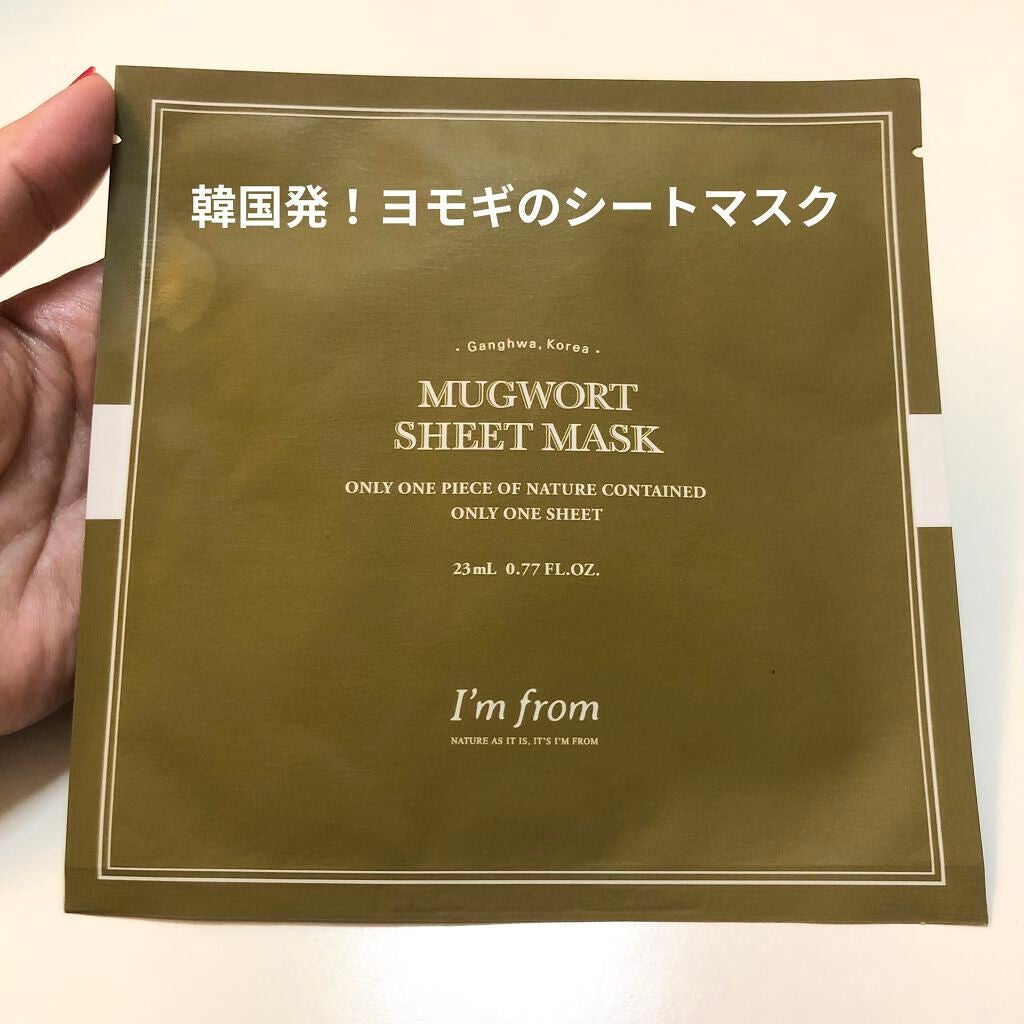 韓国発！ヨモギのシートマスク
· Ganghwa, Korea ·
MUGWORT
SHEET MASK
ONLY ONE PIECE OF NATURE CONTAINED
ONLY ONE SHEET
23mL 0.77 FL.OZ.
I'm from
NATURE AS IT IS, IT'S I'M FROM